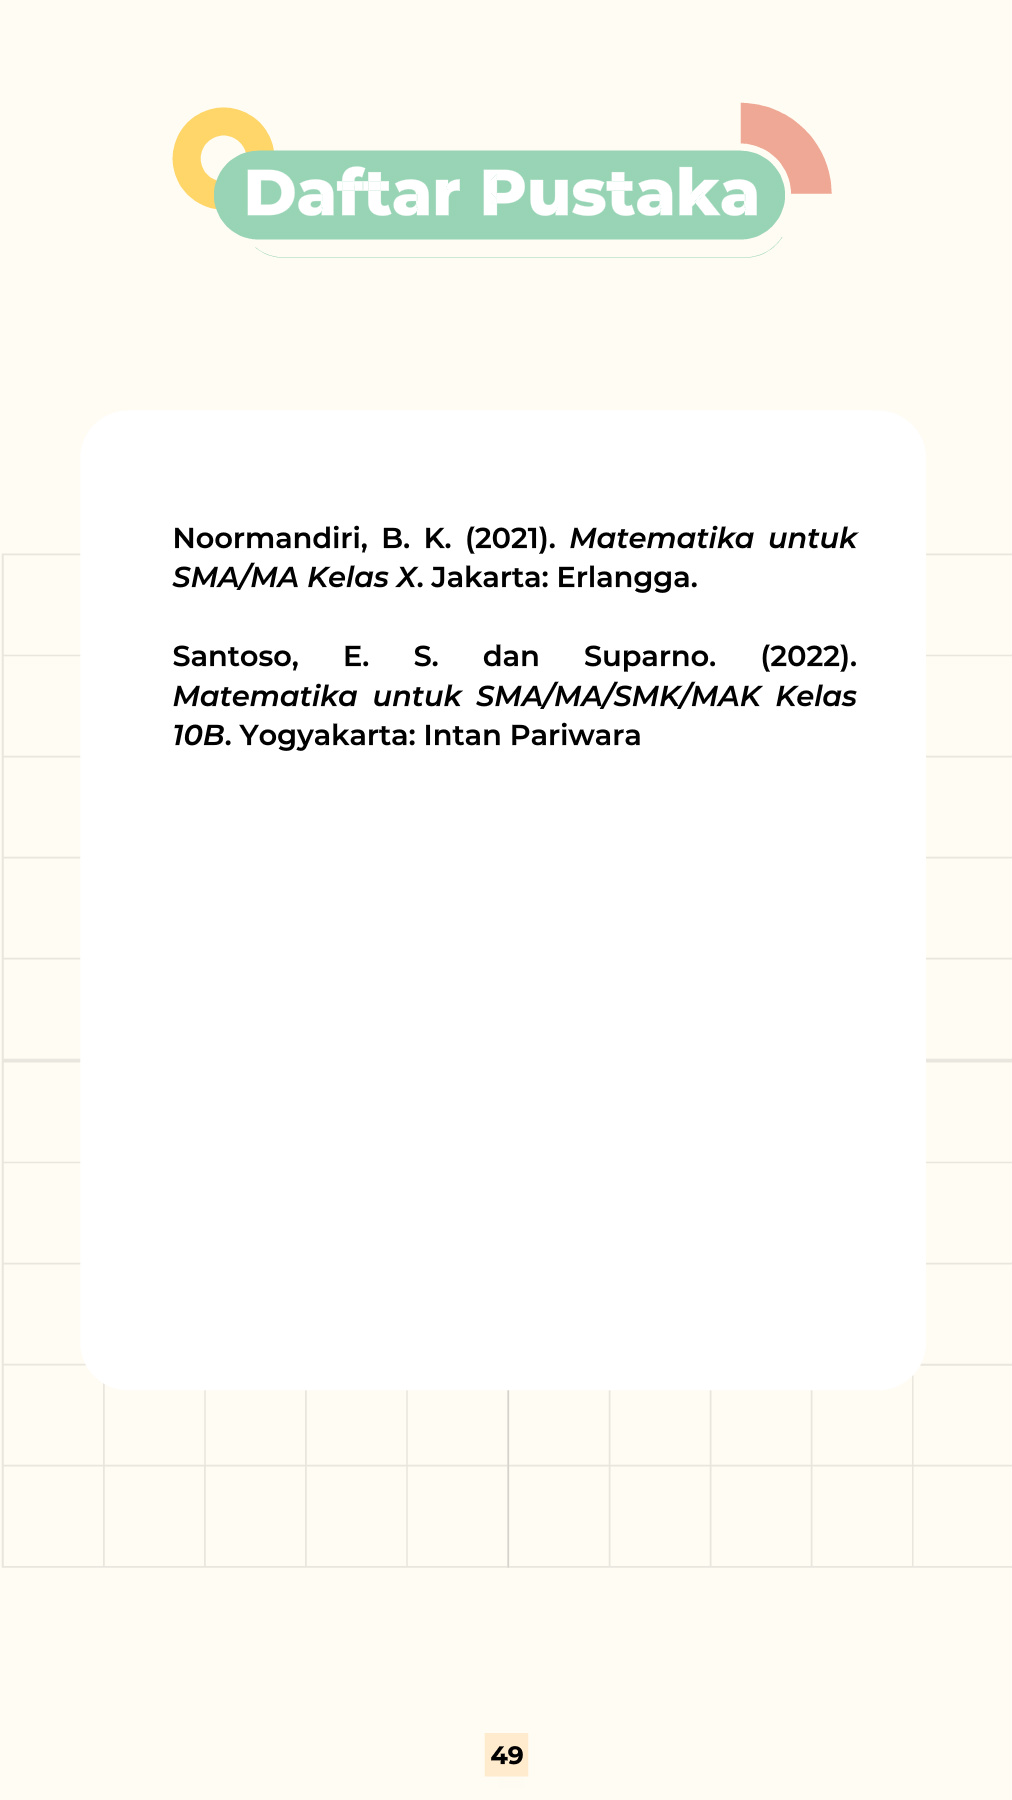 Daftar Pustaka
Noormandiri, B. K. (2021). Matematika untuk
SMA/MA Kelas X. Jakarta: Erlangga.
Santoso, E. S. dan Suparno. (2022).
Matematika untuk SMA/MA/SMK/MAK Kelas
10B. Yogyakarta: Intan Pariwara
49